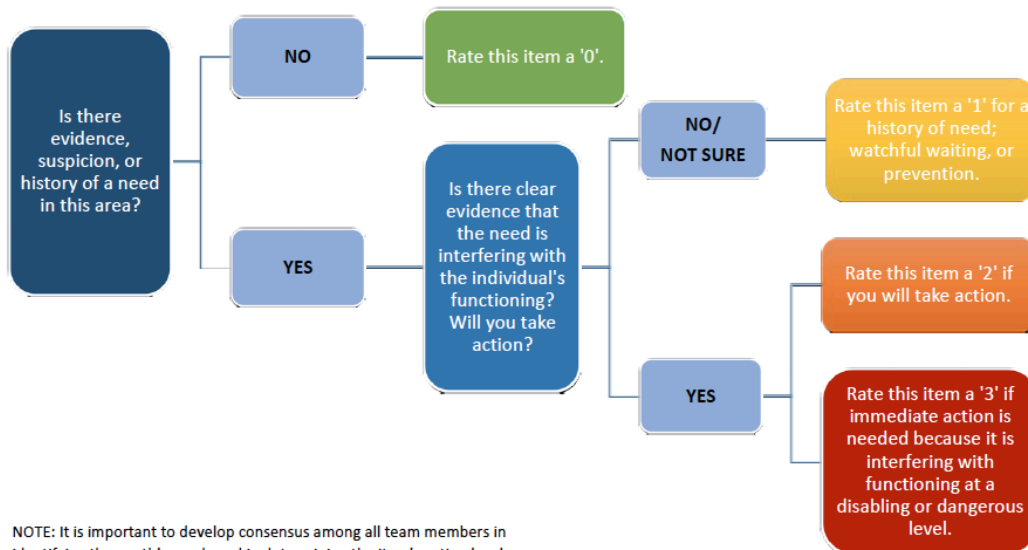 Is there
evidence,
suspicion, or
history of a need
in this area?
NO
Rate this item a '0'.
YES
Is there clear
evidence that
the need is
interfering with
the individual's
functioning?
Will you take
action?
NO/
NOT SURE
Rate this item a '1' for a
history of need;
watchful waiting, or
prevention.
YES
Rate this item a '2' if
you will take action.
Rate this item a '3' if
immediate action is
needed because it is
interfering with
functioning at a
disabling or dangerous
level.
NOTE: It is important to develop consensus among all team members in